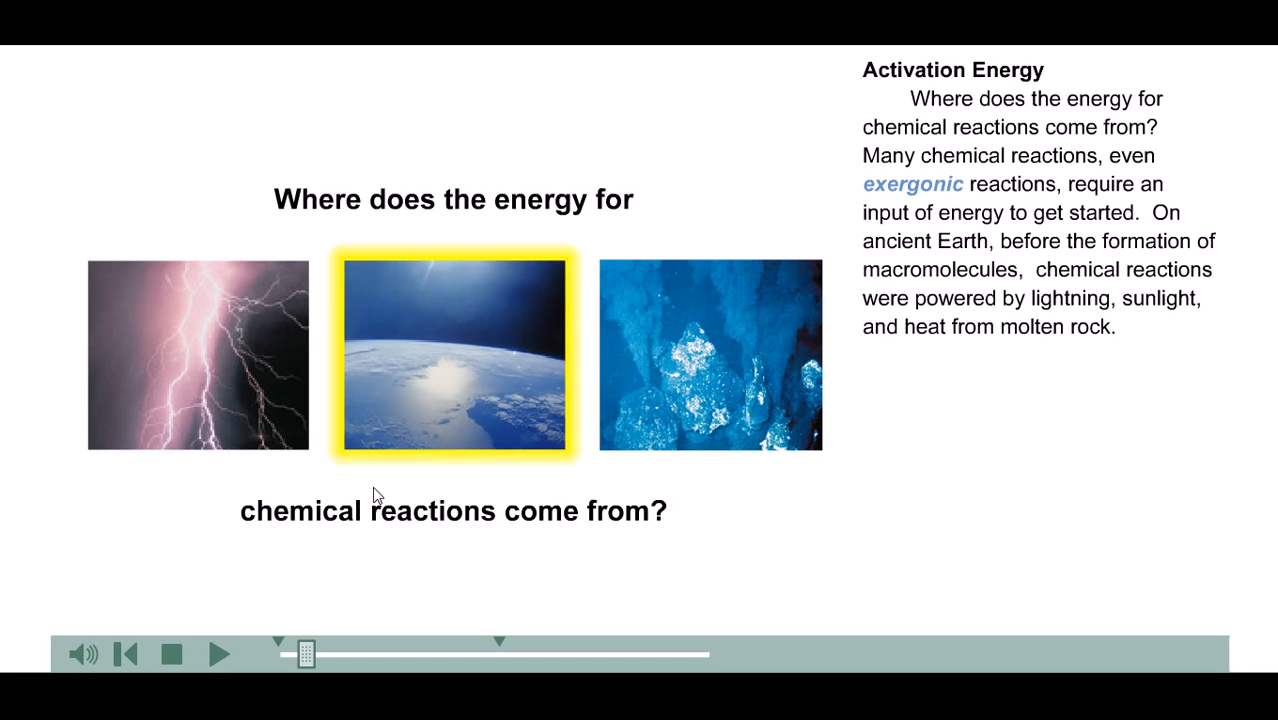 Where does the energy for
chemical reactions come from?
Activation Energy
Where does the energy for
chemical reactions come from?
Many chemical reactions, even
exergonic reactions, require an
input of energy to get started.  On
ancient Earth, before the formation of
macromolecules,  chemical reactions
were powered by lightning, sunlight,
and heat from molten rock.